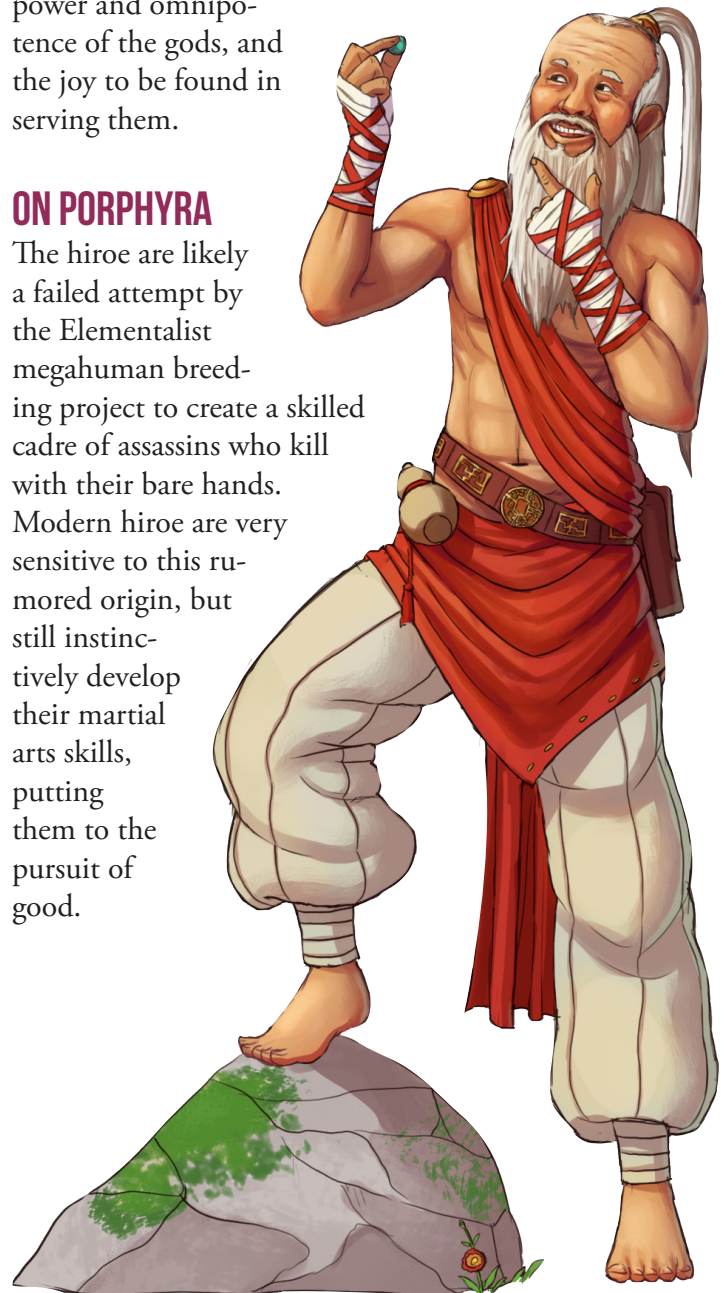 power and omnipo-
tence of the gods, and
the joy to be found in
serving them.
ON PORPHYRA
The hiroe are likely
a failed attempt by
the Elementalist
megahuman breed-
ing project to create a skilled
cadre of assassins who kill
with their bare hands.
Modern hiroe are very
sensitive to this ru-
mored origin, but
still instinc-
tively develop
their martial
arts skills,
putting
them to the
pursuit of
good.